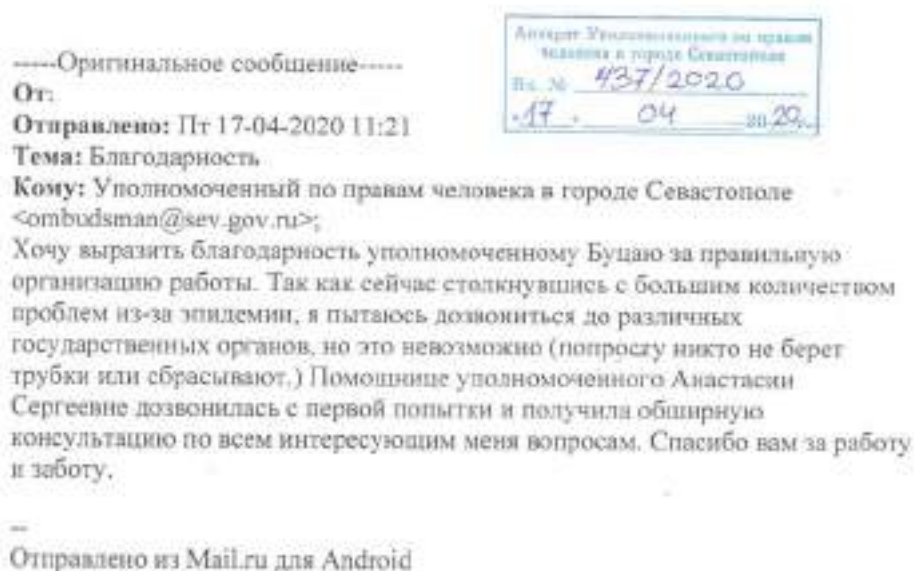 Аппарат Уполномоченного по правам
человека в городе Севастополе
Вх. № 437/2020
«17» 04 2020
-----Оригинальное сообщение-----
От:
Отправлено: Пт 17-04-2020 11:21
Тема: Благодарность
Кому: Уполномоченный по правам человека в городе Севастополе
<ombudsman@sev.gov.ru>;
Хочу выразить благодарность уполномоченному Буцаю за правильную
организацию работы. Так как сейчас столкнувшись с большим количеством
проблем из-за эпидемии, я пытаюсь дозвониться до различных
государственных органов, но это невозможно (попросту никто не берет
трубки или сбрасывают.) Помощнице уполномоченного Анастасии
Сергеевне дозвонилась с первой попытки и получила обширную
консультацию по всем интересующим меня вопросам. Спасибо вам за работу
и заботу.
--
Отправлено из Mail.ru для Android